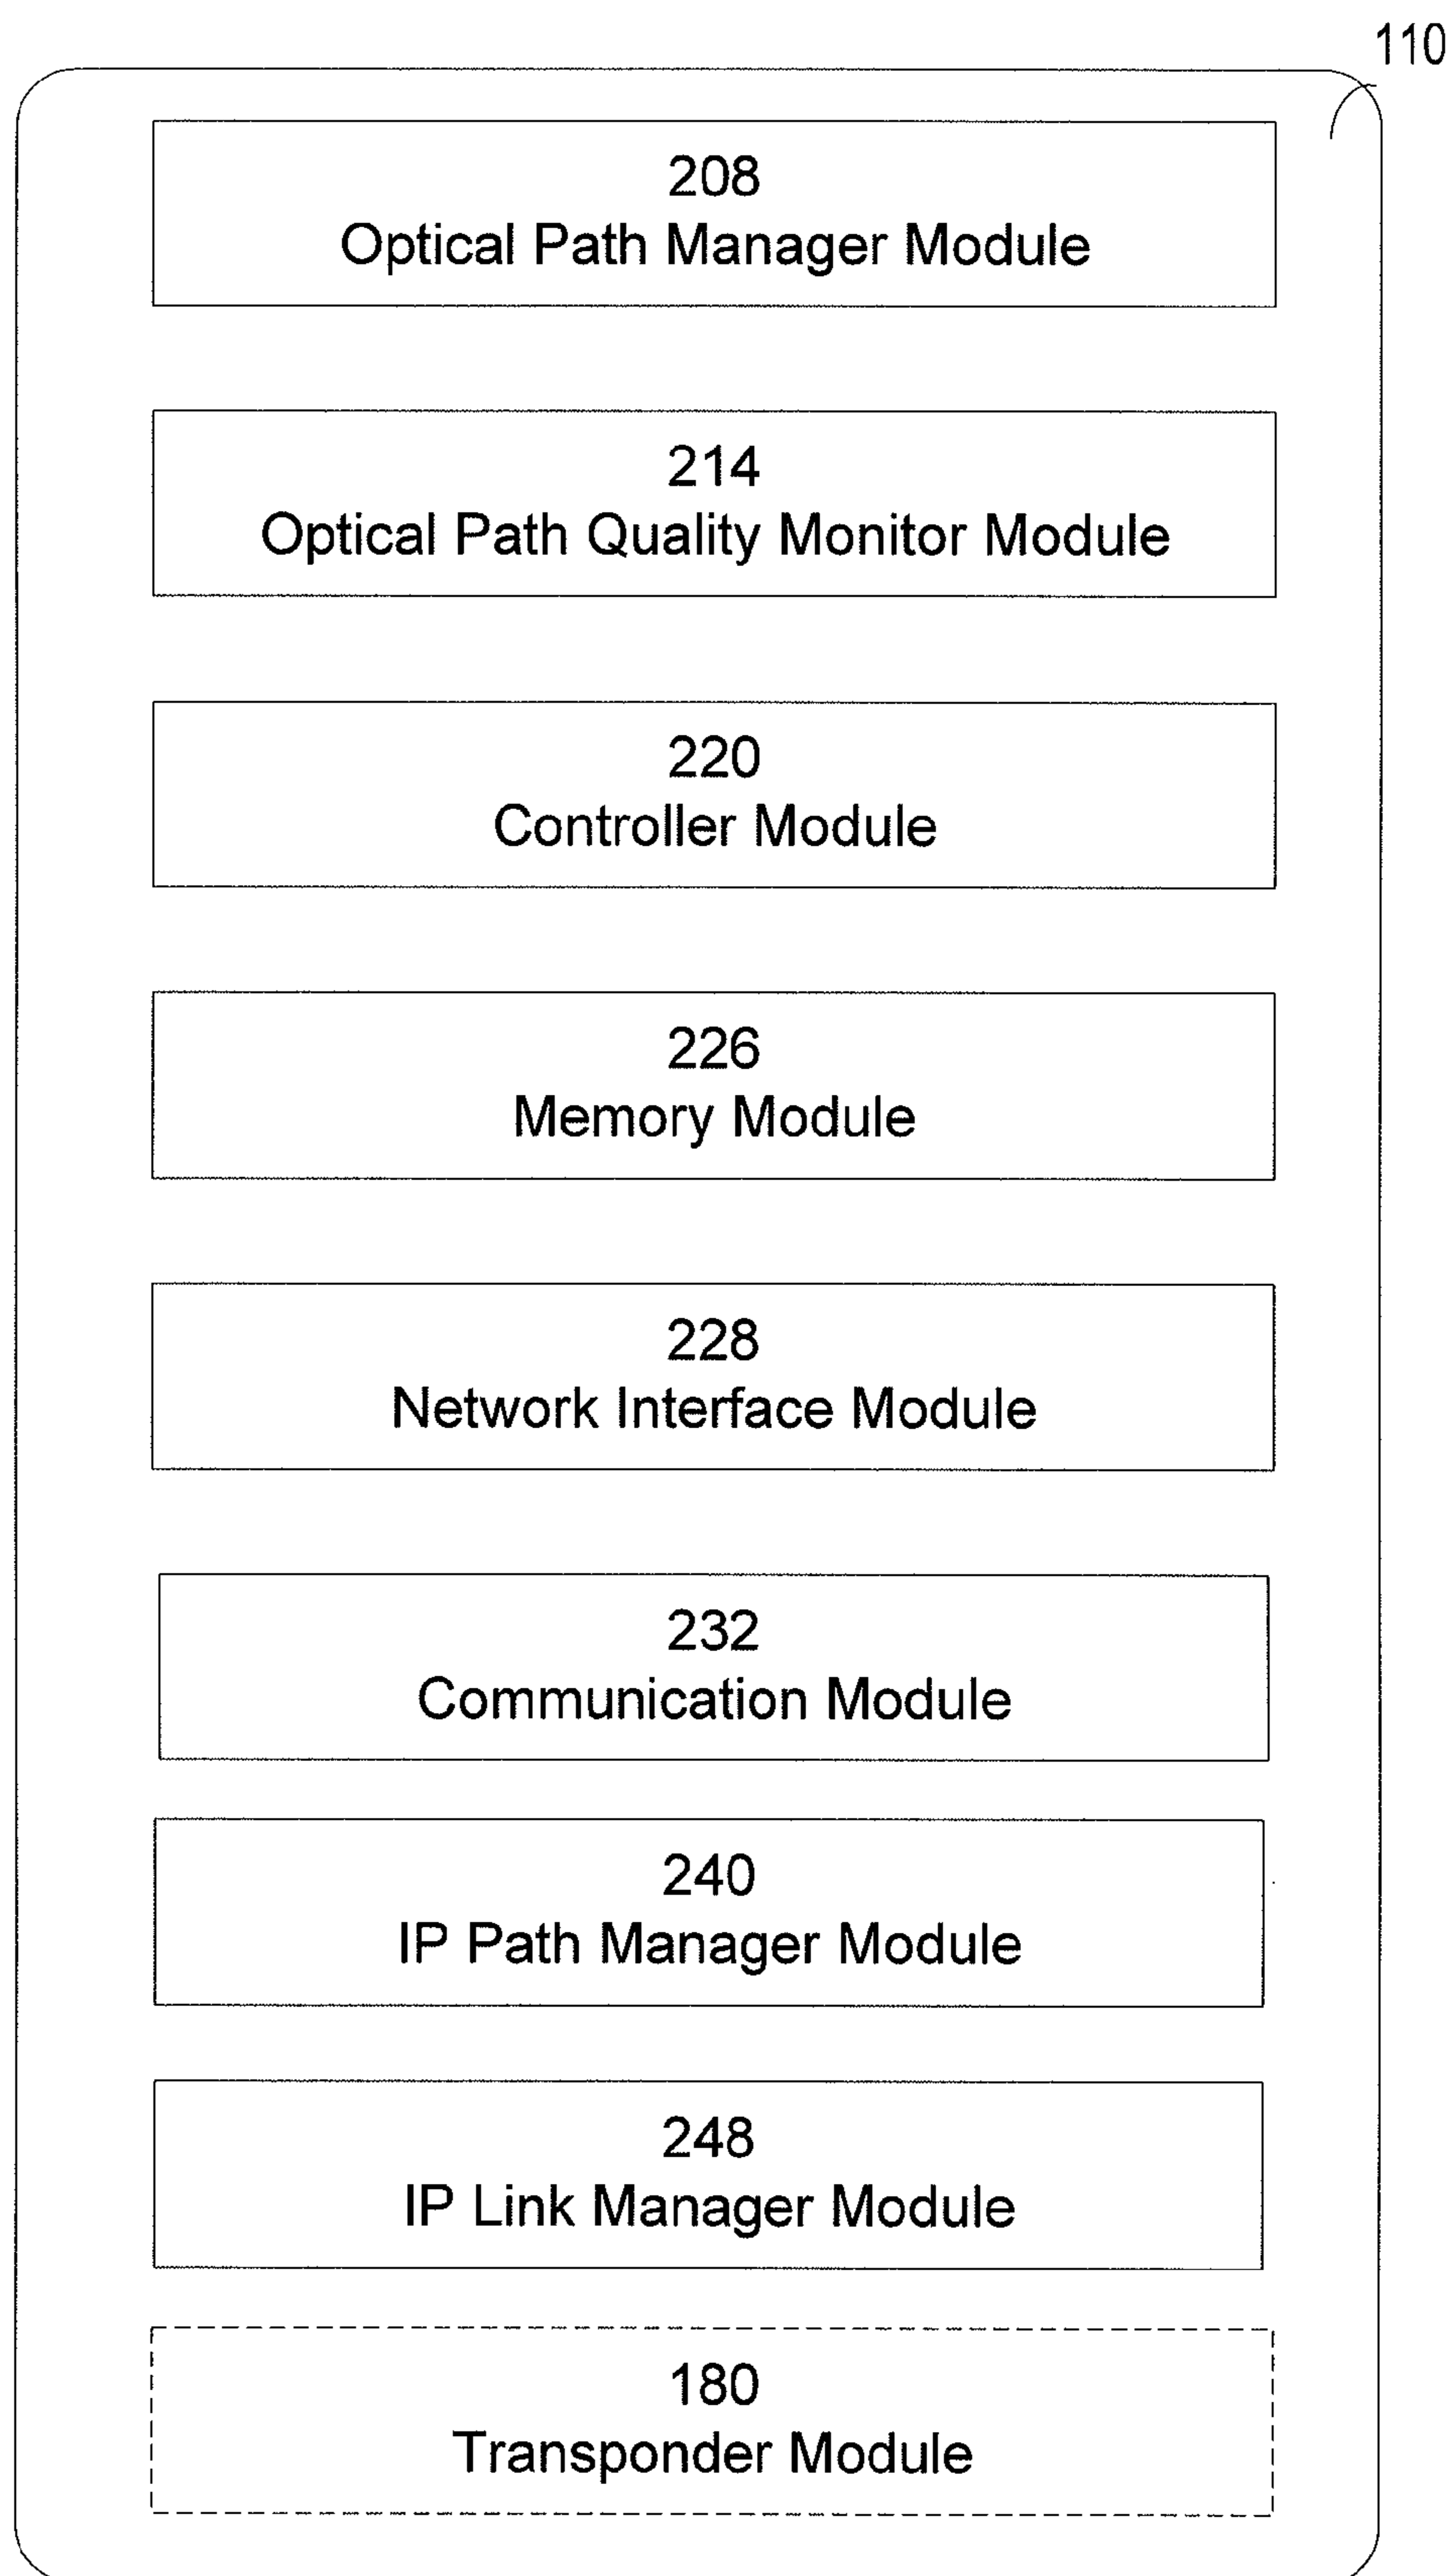 110
208
Optical Path Manager Module
214
Optical Path Quality Monitor Module
220
Controller Module
226
Memory Module
228
Network Interface Module
232
Communication Module
240
IP Path Manager Module
248
IP Link Manager Module
180
Transponder Module